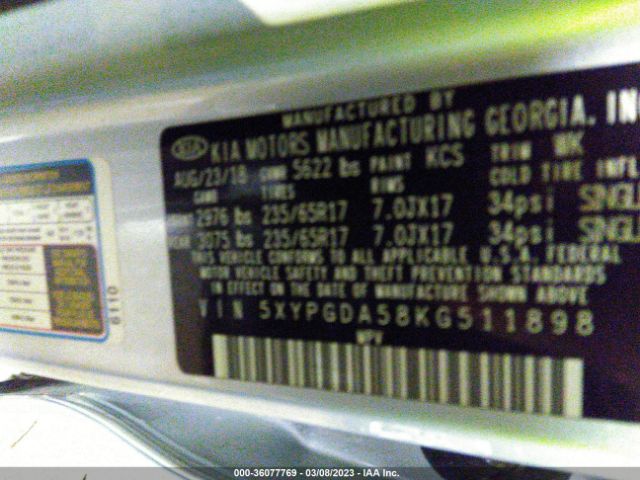 MANUFACTURED BY
KIA KIA MOTORS MANUFACTURING GEORGIA. INC
AUG/23/18 GVWR 5622 lbs PAINT KCS TRIM WK
GAWR TIRES RIMS COLD TIRE INFL
2976 lbs 235/65R17 7.0JX17 34psi SINGLE
REAR 3075 lbs 235/65R17 7.0JX17 34psi SINGLE
THIS VEHICLE CONFORMS TO ALL APPLICABLE U.S.A. FEDERAL
MOTOR VEHICLE SAFETY AND THEFT PREVENTION STANDARDS
IN EFFECT ON THE DATE OF MANUFACTURE SHOWN ABOVE
VIN 5XYPGDA58KG511898
MPV
6110
000-36077769 - 03/08/2023 - IAA Inc.